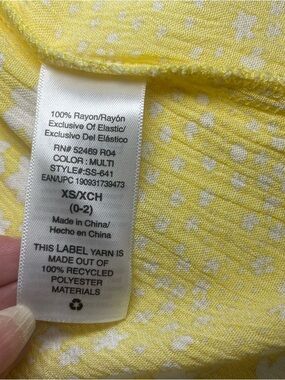 100% Rayon/Rayón
Exclusive Of Elastic/
Exclusivo Del Elástico
RN# 52469 R04
COLOR : MULTI
STYLE#:SS-641
EAN/UPC 190931739473
XS/XCH
(0-2)
Made in China/
Hecho en China
THIS LABEL YARN IS
MADE OUT OF
100% RECYCLED
POLYESTER
MATERIALS